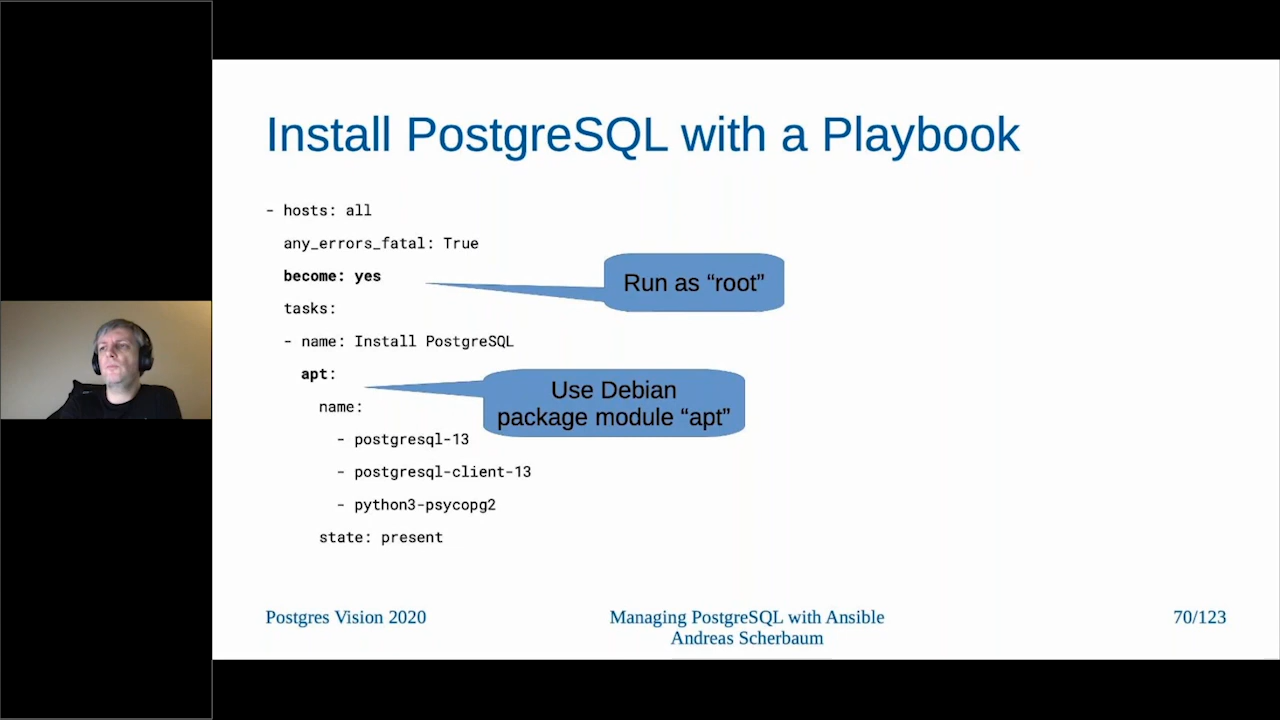 Install PostgreSQL with a Playbook
- hosts: all
any_errors_fatal: True
become: yes
Run as “root”
tasks:
- name: Install PostgreSQL
apt:
Use Debian
package module “apt”
name:
- postgresql-13
- postgresql-client-13
- python3-psycopg2
state: present
Postgres Vision 2020
Managing PostgreSQL with Ansible
Andreas Scherbaum
70/123